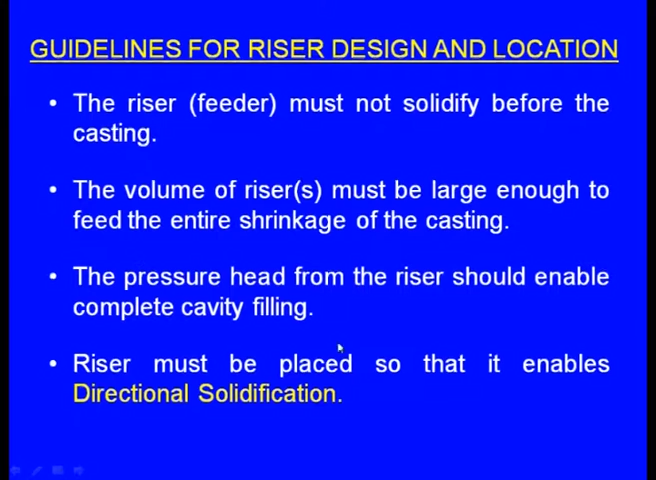 GUIDELINES FOR RISER DESIGN AND LOCATION
• The riser (feeder) must not solidify before the
casting.
• The volume of riser(s) must be large enough to
feed the entire shrinkage of the casting.
• The pressure head from the riser should enable
complete cavity filling.
• Riser must be placed so that it enables
Directional Solidification.